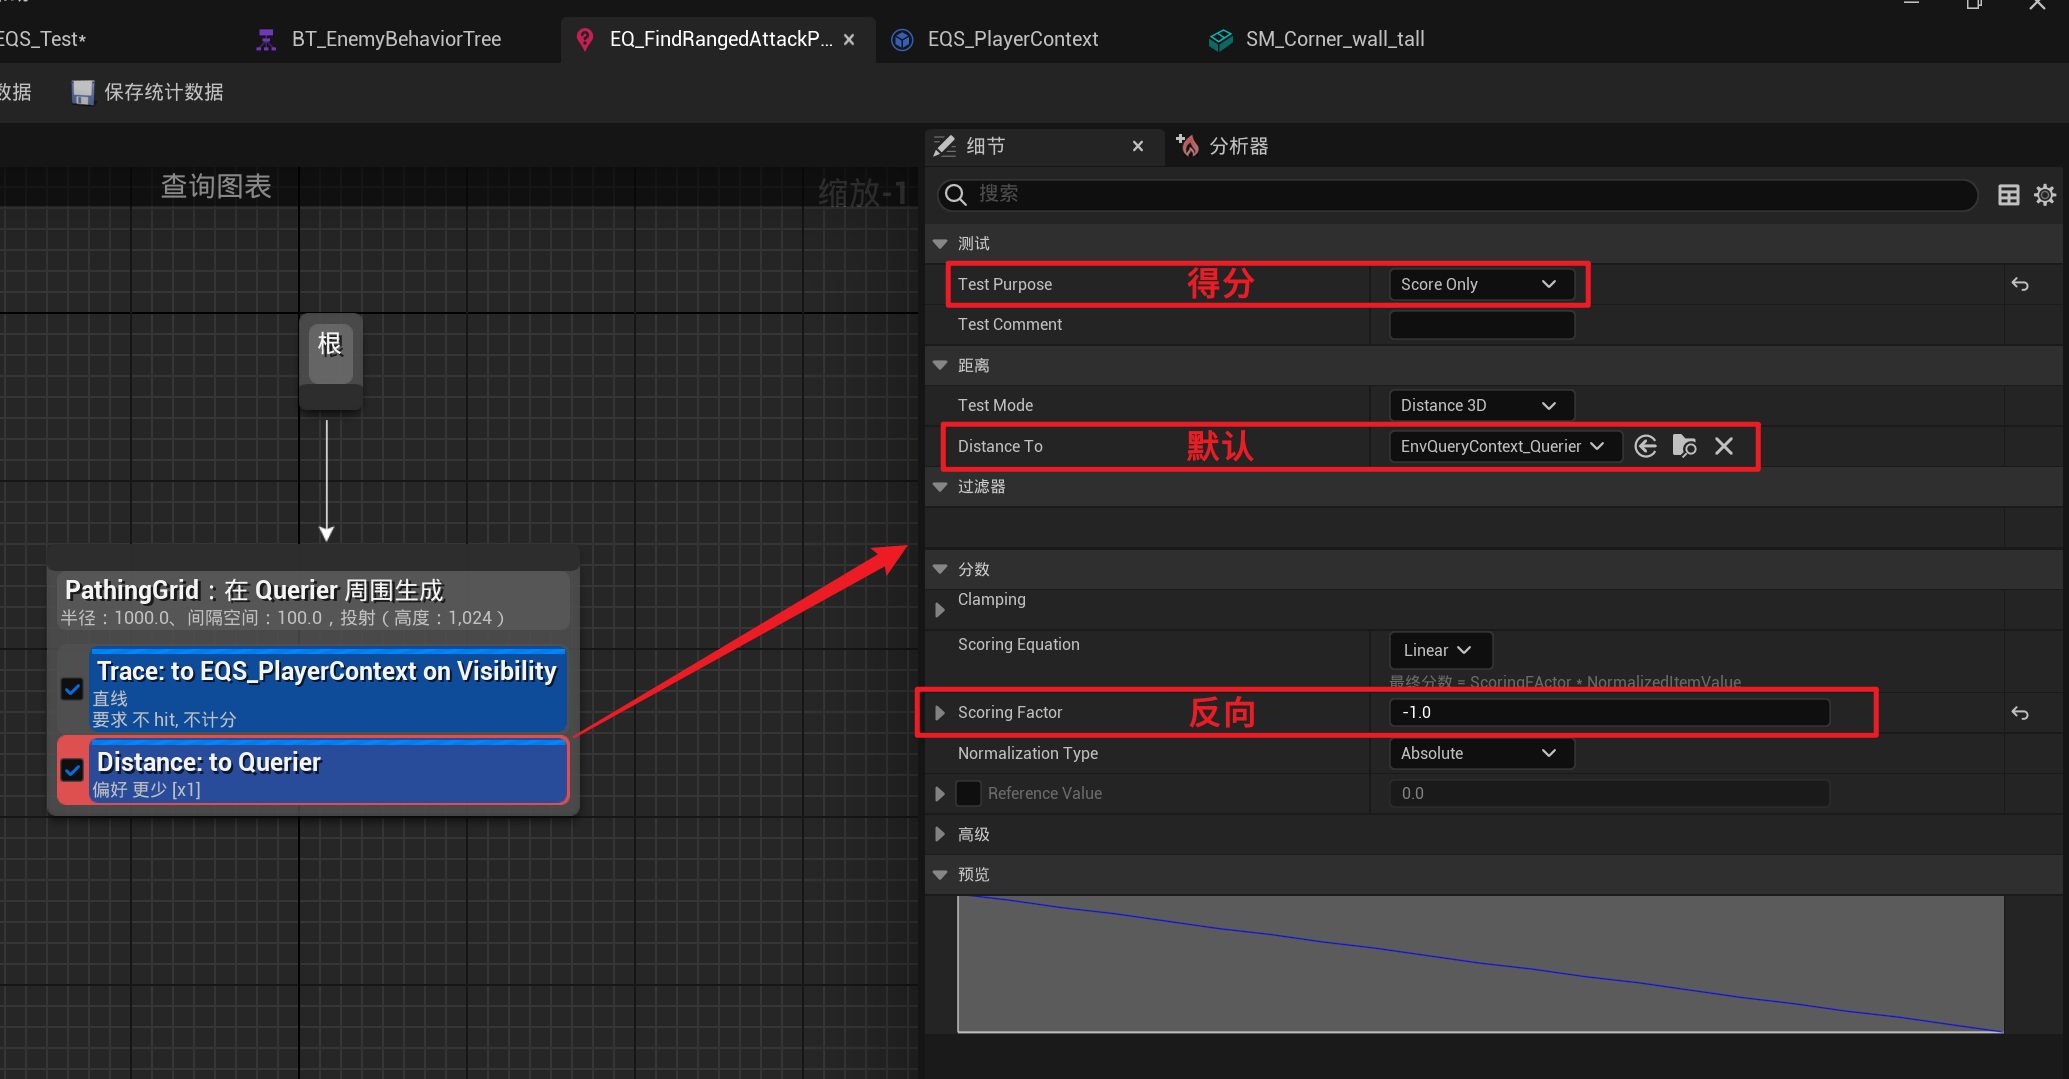 EQS_Test*
BT_EnemyBehaviorTree
EQ_FindRangedAttackP...
EQS_PlayerContext
SM_Corner_wall_tall
数据
保存统计数据
细节
分析器
查询图表
缩放-1
搜索
测试
Test Purpose
得分
Score Only
Test Comment
距离
Test Mode
Distance 3D
Distance To
默认
EnvQueryContext_Querier
过滤器
分数
Clamping
Scoring Equation
Linear
最终分数 = ScoringFActor * NormalizedItemValue
Scoring Factor
反向
-1.0
Normalization Type
Absolute
Reference Value
0.0
高级
预览
根
PathingGrid：在 Querier 周围生成
半径：1000.0、间隔空间：100.0，投射（高度：1,024）
Trace: to EQS_PlayerContext on Visibility
直线
要求 不 hit, 不计分
Distance: to Querier
偏好 更少 [x1]